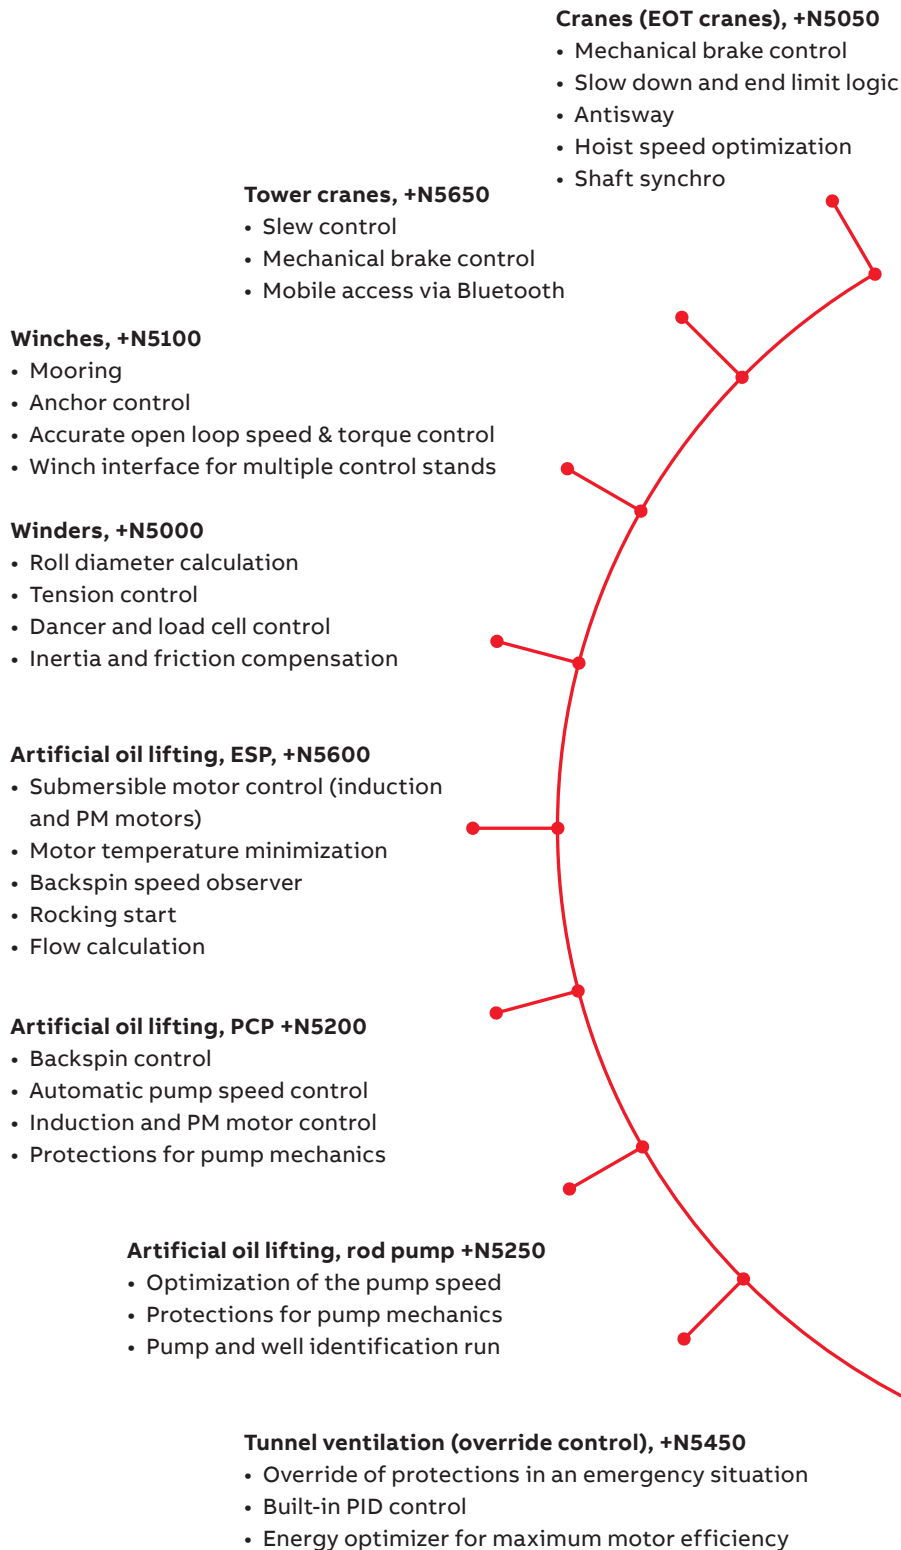 Cranes (EOT cranes), +N5050
• Mechanical brake control
• Slow down and end limit logic
• Antisway
• Hoist speed optimization
• Shaft synchro
Tower cranes, +N5650
• Slew control
• Mechanical brake control
• Mobile access via Bluetooth
Winches, +N5100
• Mooring
• Anchor control
• Accurate open loop speed & torque control
• Winch interface for multiple control stands
Winders, +N5000
• Roll diameter calculation
• Tension control
• Dancer and load cell control
• Inertia and friction compensation
Artificial oil lifting, ESP, +N5600
• Submersible motor control (induction
and PM motors)
• Motor temperature minimization
• Backspin speed observer
• Rocking start
• Flow calculation
Artificial oil lifting, PCP +N5200
• Backspin control
• Automatic pump speed control
• Induction and PM motor control
• Protections for pump mechanics
Artificial oil lifting, rod pump +N5250
• Optimization of the pump speed
• Protections for pump mechanics
• Pump and well identification run
Tunnel ventilation (override control), +N5450
• Override of protections in an emergency situation
• Built-in PID control
• Energy optimizer for maximum motor efficiency